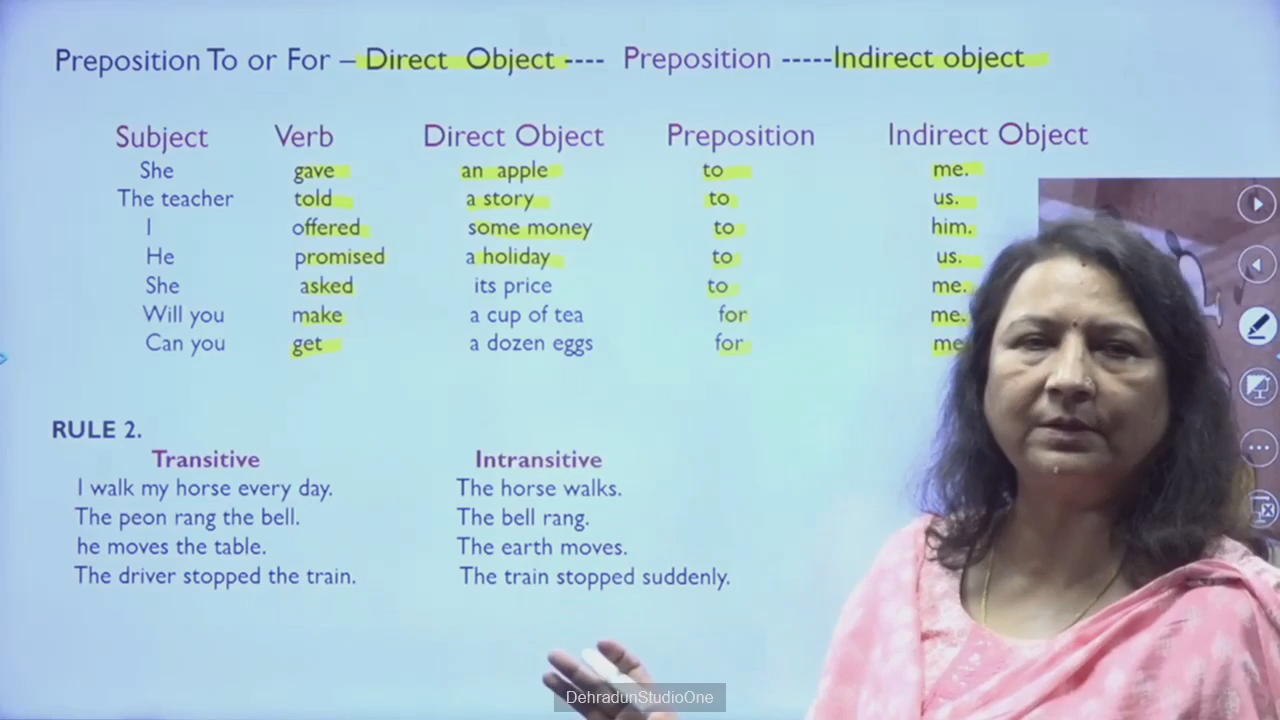 Preposition To or For – Direct Object ---- Preposition -----Indirect object
Subject Verb Direct Object Preposition Indirect Object
She gave an apple to me.
The teacher told a story to us.
I offered some money to him.
He promised a holiday to us.
She asked its price to me.
Will you make a cup of tea for me.
Can you get a dozen eggs for me
RULE 2.
Transitive Intransitive
I walk my horse every day. The horse walks.
The peon rang the bell. The bell rang.
he moves the table. The earth moves.
The driver stopped the train. The train stopped suddenly.
DehradunStudioOne